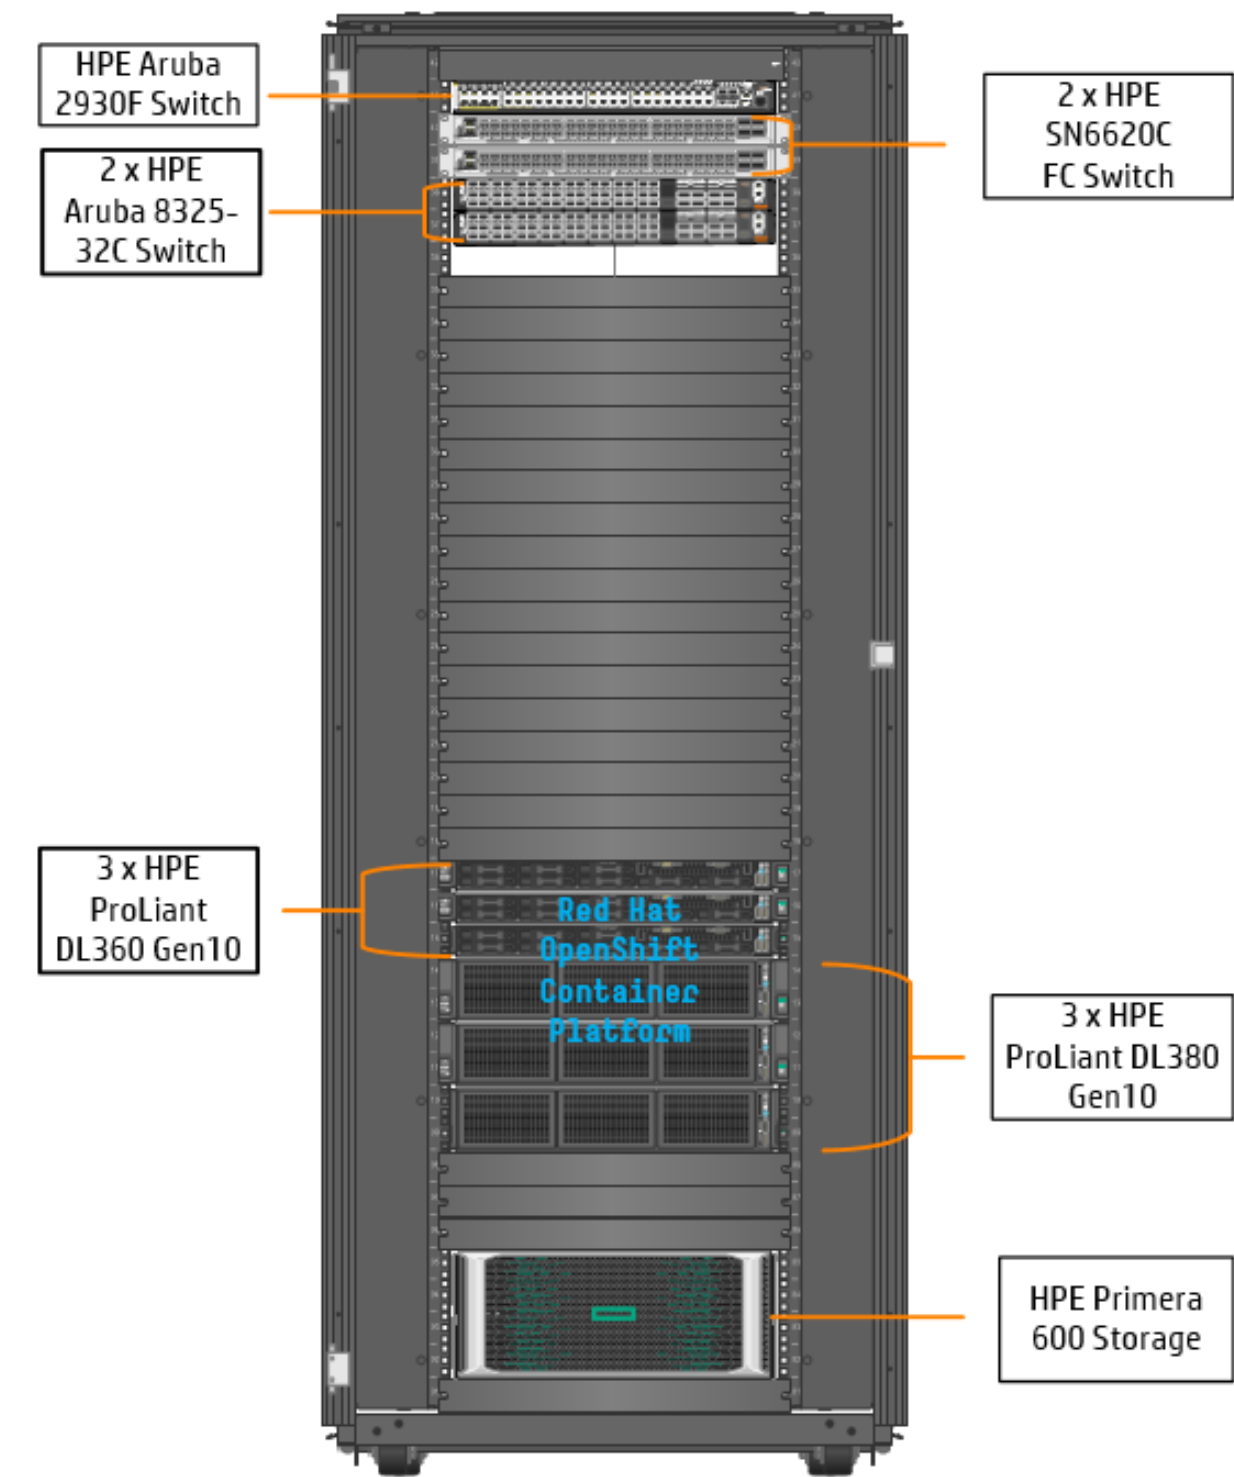 HPE Aruba
2930F Switch
2 x HPE
SN6620C
FC Switch
2 x HPE
Aruba 8325-
32C Switch
3 x HPE
ProLiant
DL360 Gen10
Red Hat
OpenShift
Container
Platform
3 x HPE
ProLiant DL380
Gen10
HPE Primera
600 Storage